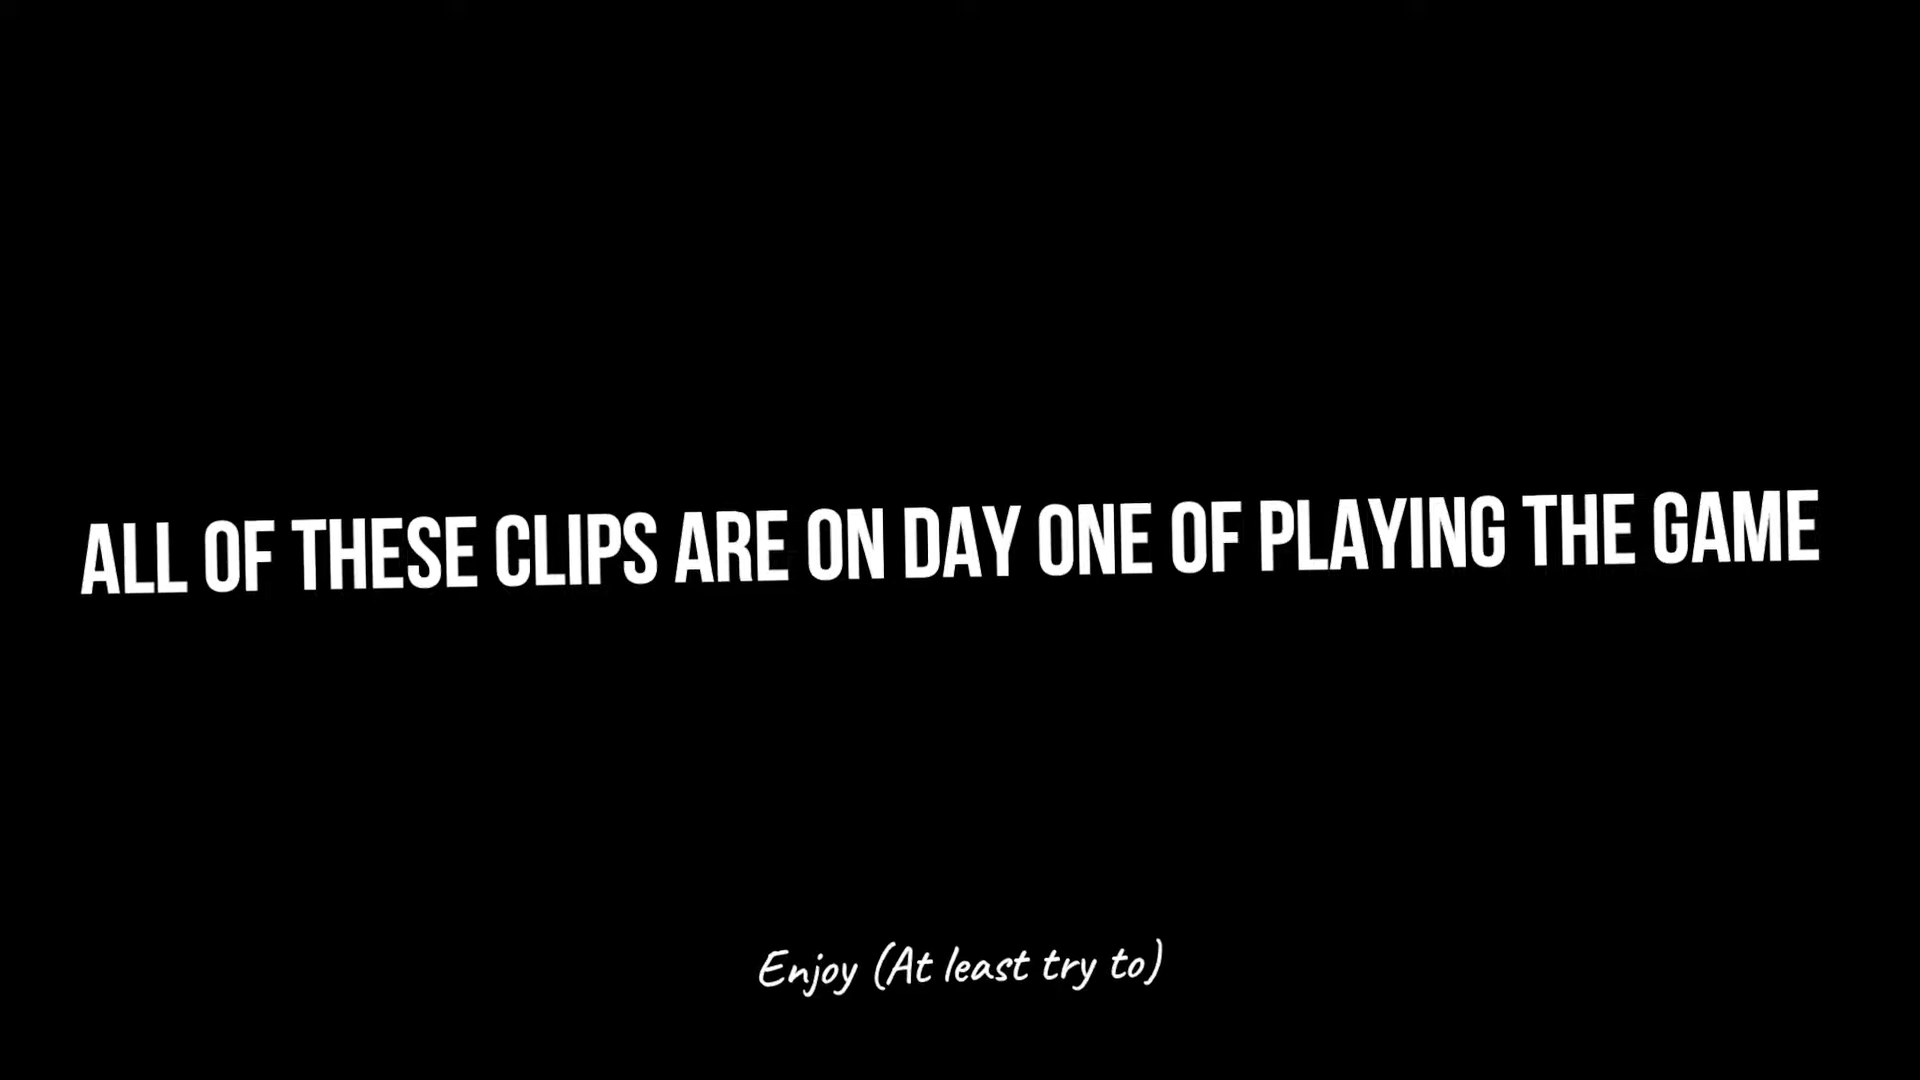 ALL OF THESE CLIPS ARE ON DAY ONE OF PLAYING THE GAME
Enjoy (At least try to)